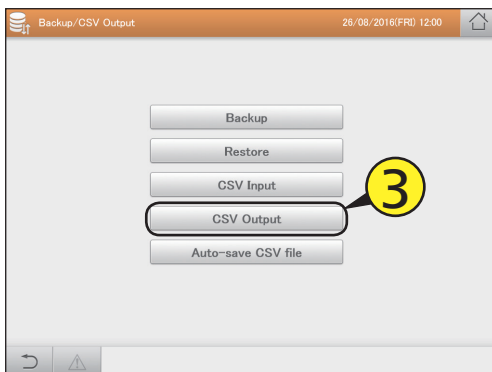 Backup/CSV Output 26/08/2016(FRI) 12:00
Backup
Restore
CSV Input
3
CSV Output
Auto-save CSV file